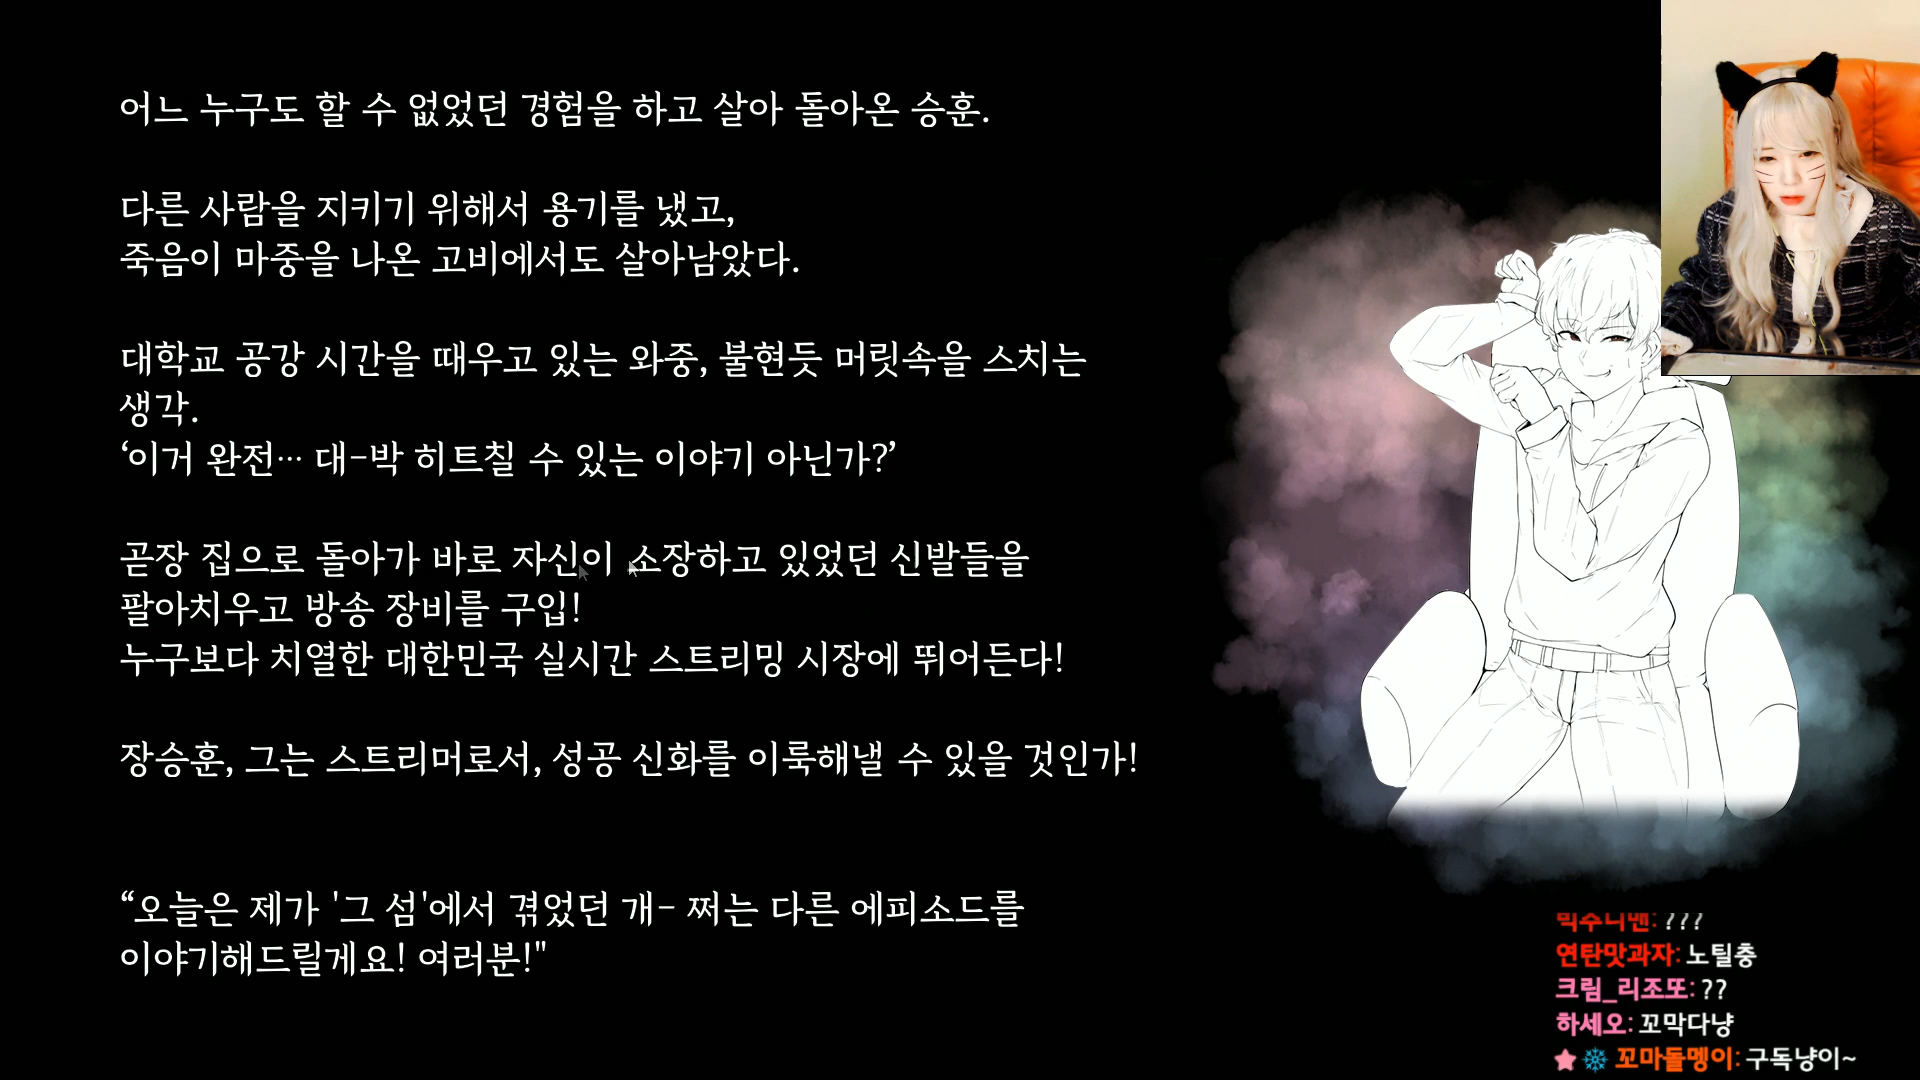 어느 누구도 할 수 없었던 경험을 하고 살아 돌아온 승훈.
다른 사람을 지키기 위해서 용기를 냈고,
죽음이 마중을 나온 고비에서도 살아남았다.
대학교 공강 시간을 때우고 있는 와중, 불현듯 머릿속을 스치는
생각.
‘이거 완전… 대-박 히트칠 수 있는 이야기 아닌가?’
곧장 집으로 돌아가 바로 자신이 소장하고 있었던 신발들을
팔아치우고 방송 장비를 구입!
누구보다 치열한 대한민국 실시간 스트리밍 시장에 뛰어든다!
장승훈, 그는 스트리머로서, 성공 신화를 이룩해낼 수 있을 것인가!
“오늘은 제가 '그 섬'에서 겪었던 개- 쩌는 다른 에피소드를
이야기해드릴게요! 여러분!"
???
연탄맛과자: 노틸충
크림_리조또: ??
하세오: 꼬막다냥
꼬마돌멩이: 구독냥이~